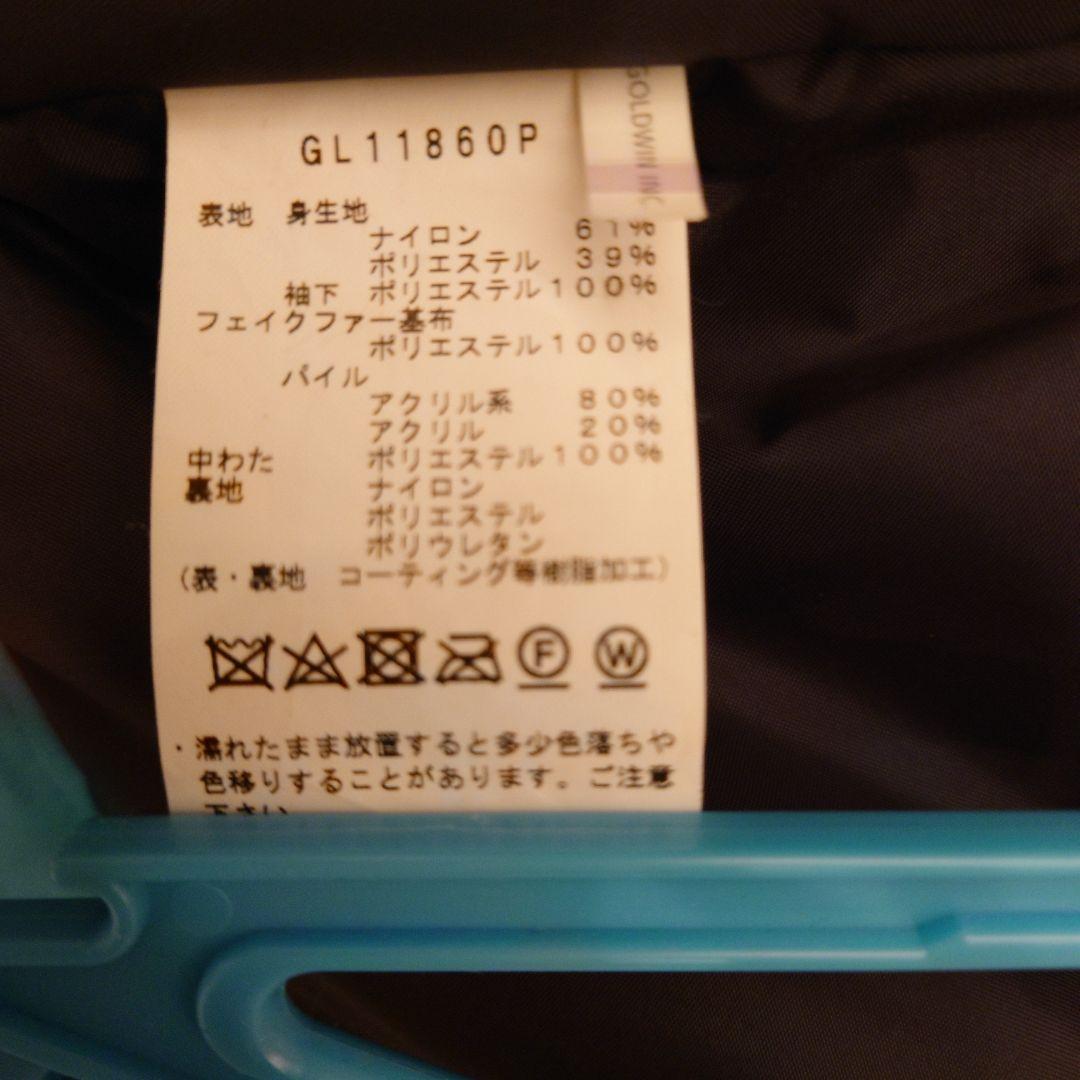 GL11860P
GOLDWIN INC
表地 身生地
ナイロン 61%
ポリエステル 39%
袖下 ポリエステル100%
フェイクファー基布
ポリエステル100%
パイル
アクリル系 80%
アクリル 20%
中わた ポリエステル100%
裏地 ナイロン
ポリエステル
ポリウレタン
(表・裏地 コーティング等樹脂加工)
F W
・濡れたまま放置すると多少色落ちや
色移りすることがあります。ご注意
下さい